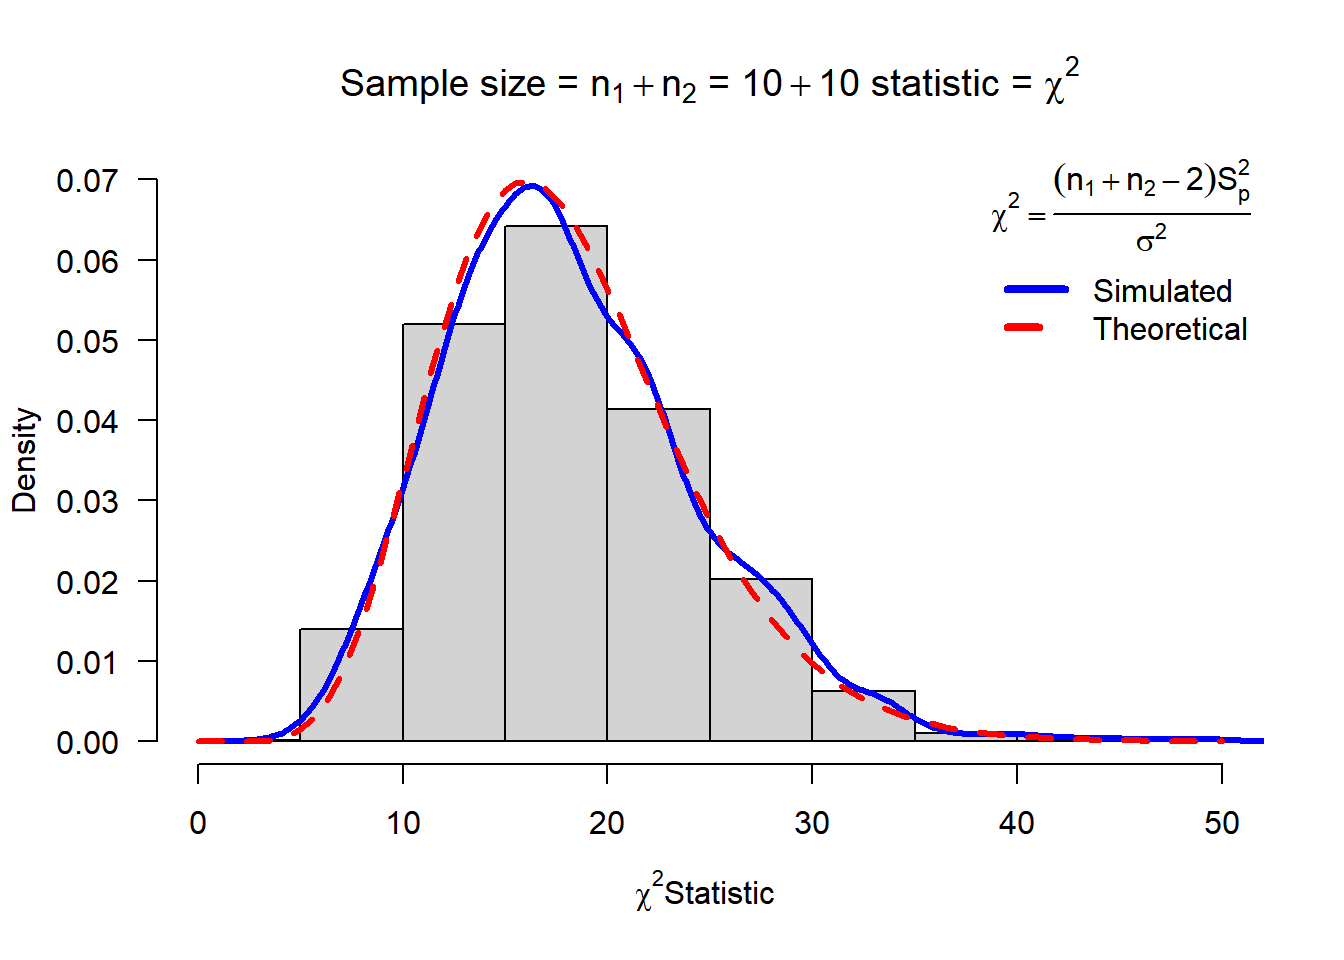 Sample size = n₁ + n₂ = 10 + 10 statistic = χ²
χ² = (n₁ + n₂ − 2)S²ₚ / σ²
Simulated
Theoretical
Density
0.07
0.06
0.05
0.04
0.03
0.02
0.01
0.00
0 10 20 30 40 50
χ²Statistic